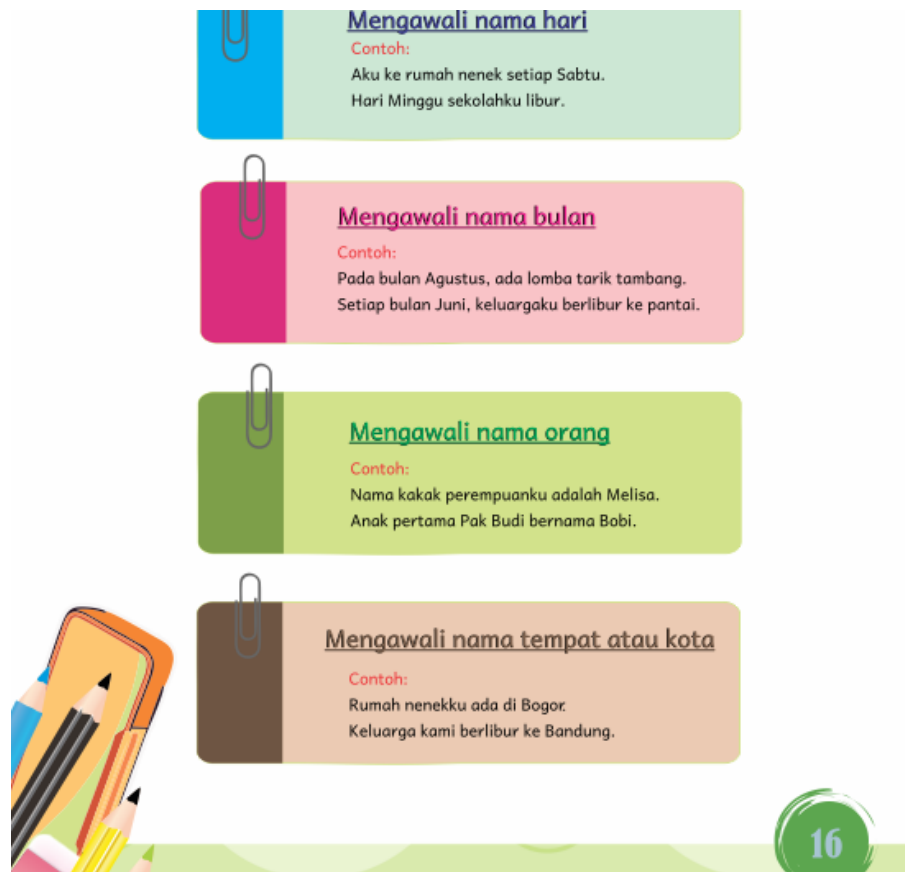 Mengawali nama hari
Contoh:
Aku ke rumah nenek setiap Sabtu.
Hari Minggu sekolahku libur.
Mengawali nama bulan
Contoh:
Pada bulan Agustus, ada lomba tarik tambang.
Setiap bulan Juni, keluargaku berlibur ke pantai.
Mengawali nama orang
Contoh:
Nama kakak perempuanku adalah Melisa.
Anak pertama Pak Budi bernama Bobi.
Mengawali nama tempat atau kota
Contoh:
Rumah nenekku ada di Bogor.
Keluarga kami berlibur ke Bandung.
16